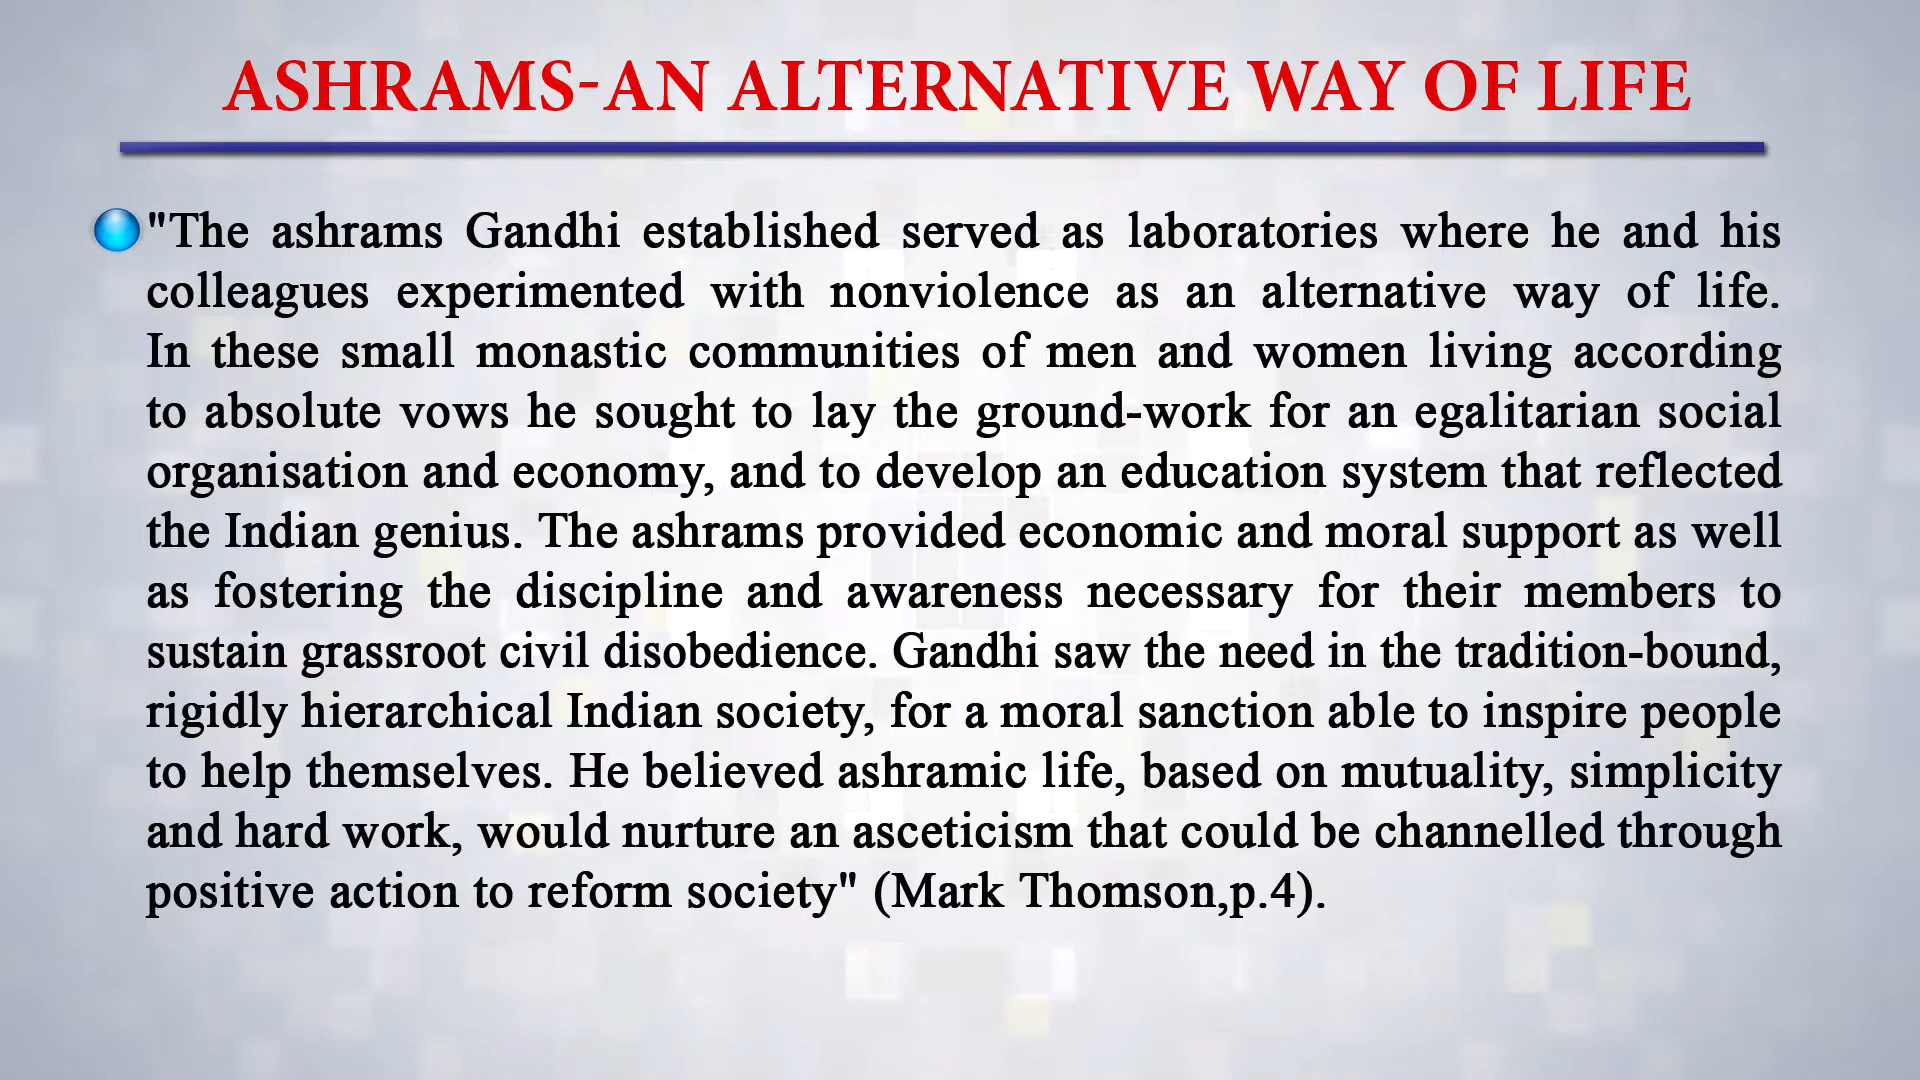 ASHRAMS-AN ALTERNATIVE WAY OF LIFE
"The ashrams Gandhi established served as laboratories where he and his
colleagues experimented with nonviolence as an alternative way of life.
In these small monastic communities of men and women living according
to absolute vows he sought to lay the ground-work for an egalitarian social
organisation and economy, and to develop an education system that reflected
the Indian genius. The ashrams provided economic and moral support as well
as fostering the discipline and awareness necessary for their members to
sustain grassroot civil disobedience. Gandhi saw the need in the tradition-bound,
rigidly hierarchical Indian society, for a moral sanction able to inspire people
to help themselves. He believed ashramic life, based on mutuality, simplicity
and hard work, would nurture an asceticism that could be channelled through
positive action to reform society" (Mark Thomson,p.4).